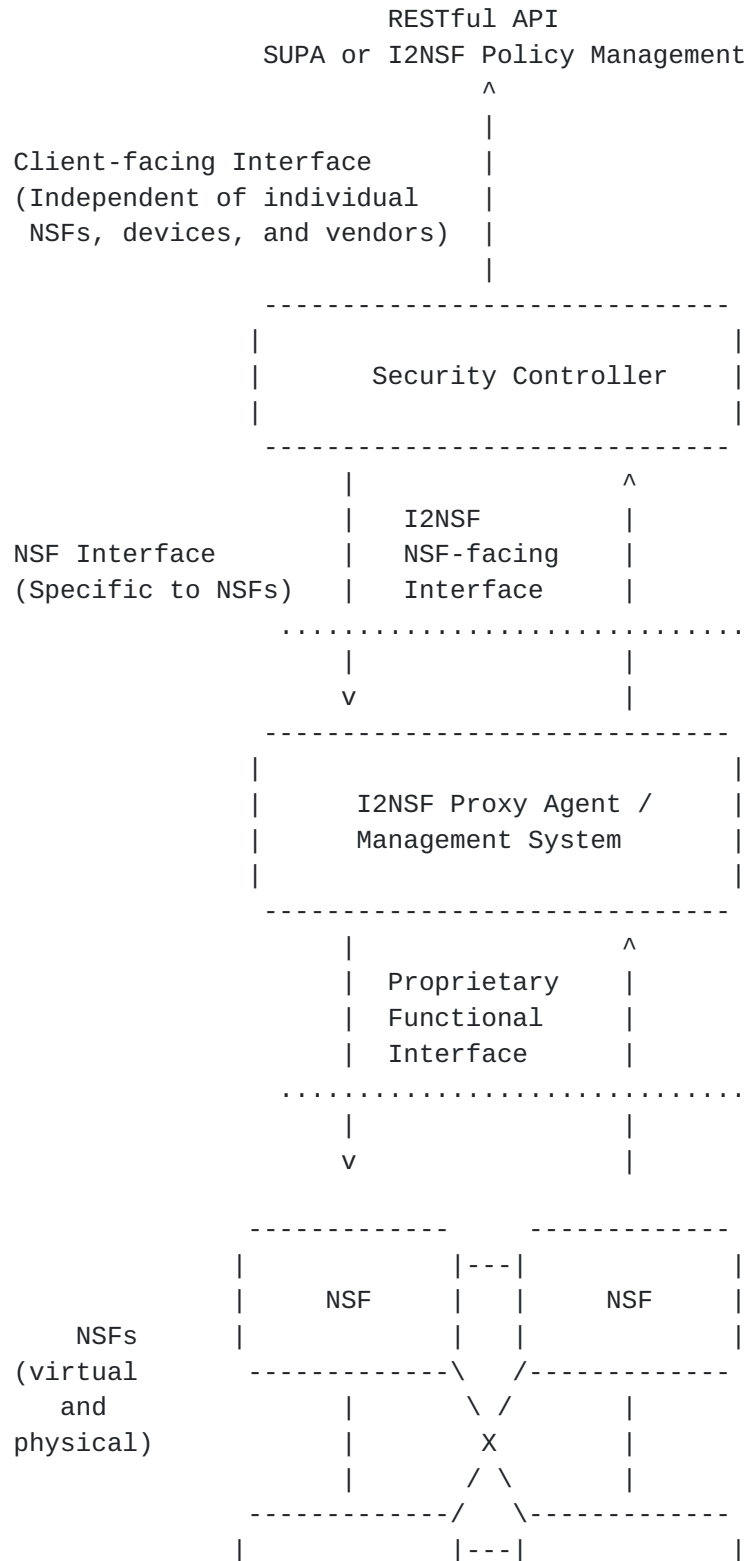 RESTful API
SUPA or I2NSF Policy Management
^
|
Client-facing Interface |
(Independent of individual |
NSFs, devices, and vendors) |
|
------------------------------
| |
| Security Controller |
| |
------------------------------
| ^
| I2NSF |
NSF Interface | NSF-facing |
(Specific to NSFs) | Interface |
..............................
| |
v |
------------------------------
| |
| I2NSF Proxy Agent / |
| Management System |
| |
------------------------------
| ^
| Proprietary |
| Functional |
| Interface |
..............................
| |
v |
------------- -------------
| |---| |
| NSF | | NSF |
NSFs | | | |
(virtual -------------\ /-------------
and | \ / |
physical) | X |
| / \ |
-------------/ \-------------
| |---| |